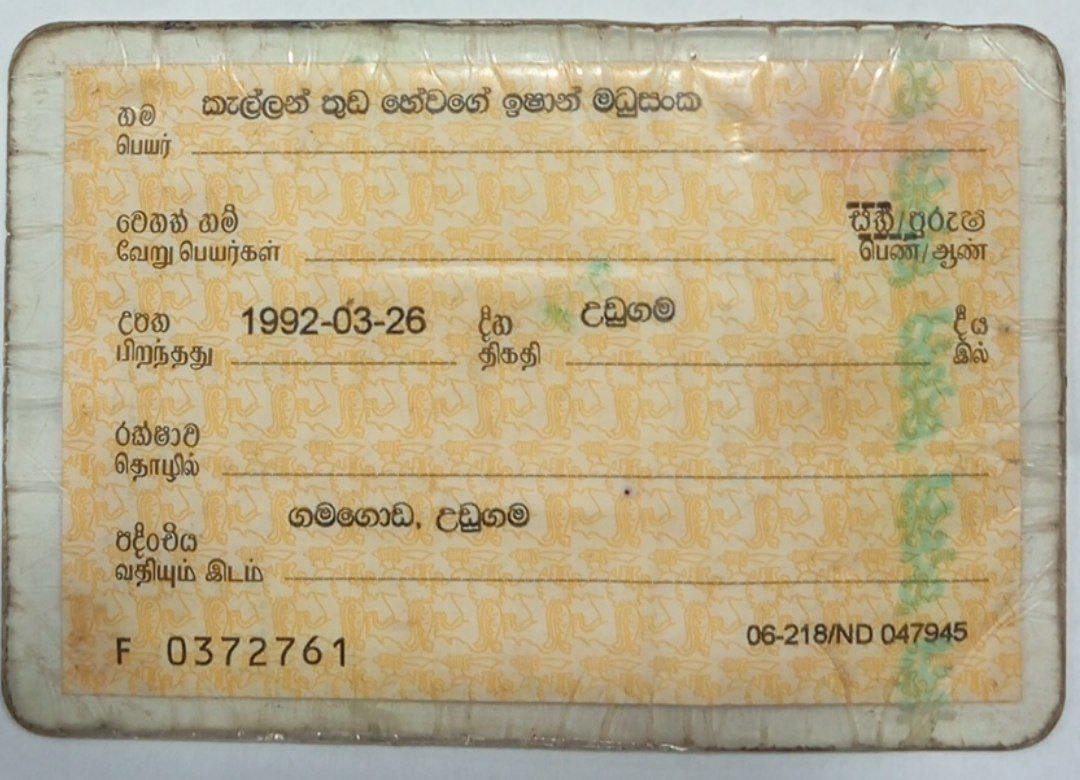 නම කැල්ලන් තුඩ හේවගේ ඉෂාන් මධුසංක
பெயர்
වෙනත් නම් ස්ත්‍රී/පුරුෂ
வேறு பெயர்கள் பெண்/ஆண்
උපන 1992-03-26 දින උඩුගම දීය
பிறந்தது திகதி இல்
රක්ෂාව
தொழில்
ගමගොඩ, උඩුගම
පදිංචිය
வதியும் இடம்
F 0372761 06-218/ND 047945